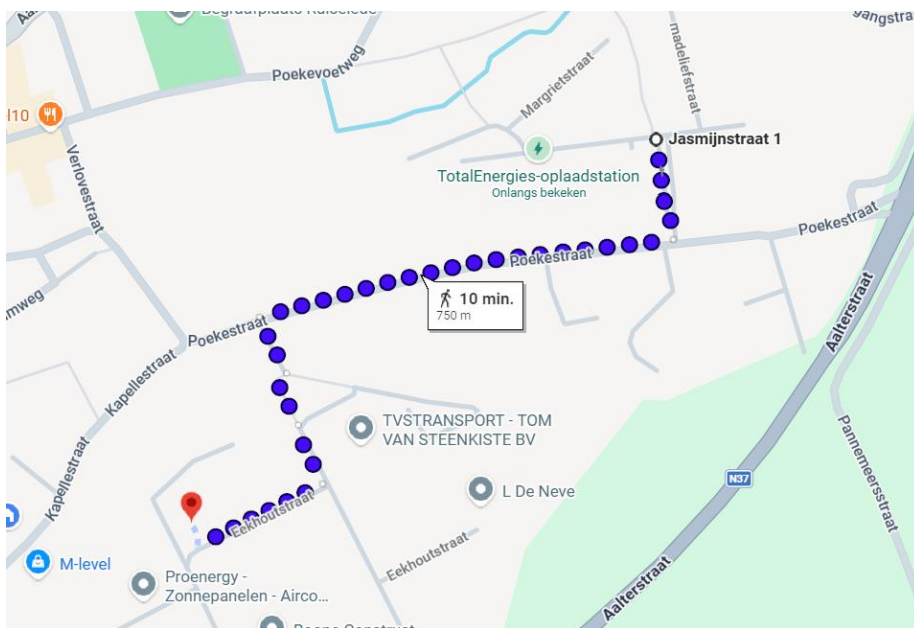 Poekevoetweg
Margrietstraat
madeliefstraat
Verlovestraat
Jasmijnstraat 1
TotalEnergies-oplaadstation
Onlangs bekeken
Poekestraat
Poekestraat
10 min.
750 m
Aalterstraat
Poekestraat
Kapellestraat
TVSTRANSPORT - TOM
VAN STEENKISTE BV
Pannemeersstraat
Kapellestraat
N37
L De Neve
Eekhoutstraat
Eekhoutstraat
M-level
Proenergy -
Zonnepanelen - Airco...
Aalterstraat